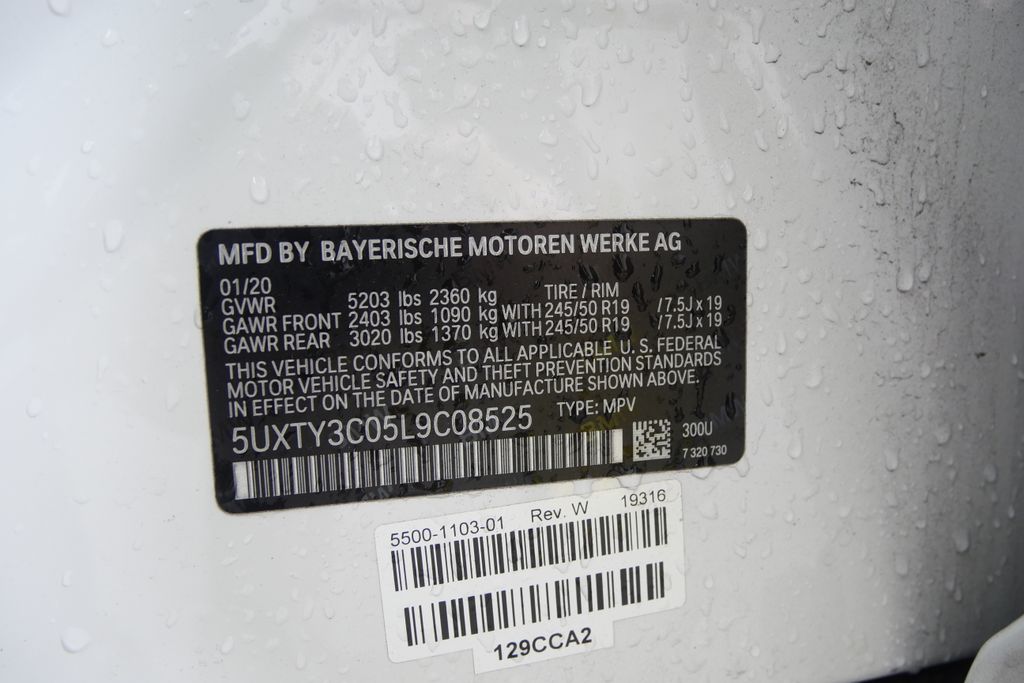 MFD BY BAYERISCHE MOTOREN WERKE AG
01/20
GVWR 5203 lbs 2360 kg TIRE / RIM
GAWR FRONT 2403 lbs 1090 kg WITH 245/50 R19 /7.5J x 19
GAWR REAR 3020 lbs 1370 kg WITH 245/50 R19 /7.5J x 19
THIS VEHICLE CONFORMS TO ALL APPLICABLE U. S. FEDERAL
MOTOR VEHICLE SAFETY AND THEFT PREVENTION STANDARDS
IN EFFECT ON THE DATE OF MANUFACTURE SHOWN ABOVE.
5UXTY3C05L9C08525 TYPE: MPV
300U
7 320 730
5500-1103-01 Rev. W 19316
129CCA2